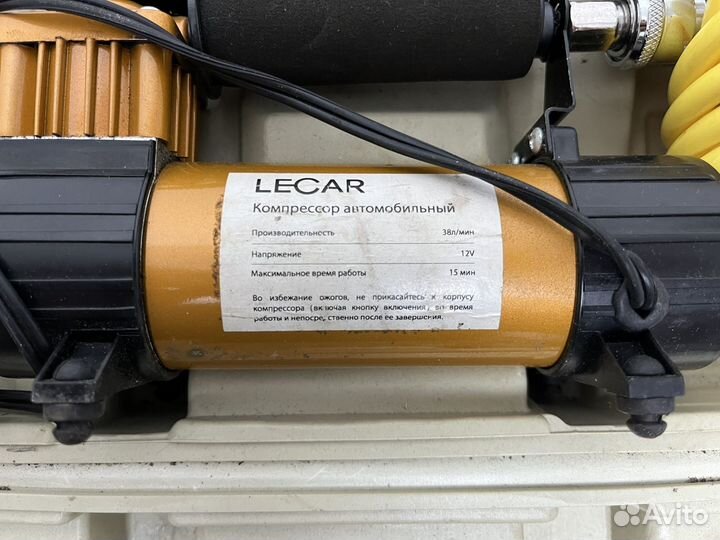 LECAR
Компрессор автомобильный
Производительность 38л/мин
Напряжение 12V
Максимальное время работы 15 мин
Во избежание ожогов, не прикасайтесь к корпусу
компрессора (включая кнопку включения) во время
работы и непосредственно после ее завершения.
Avito